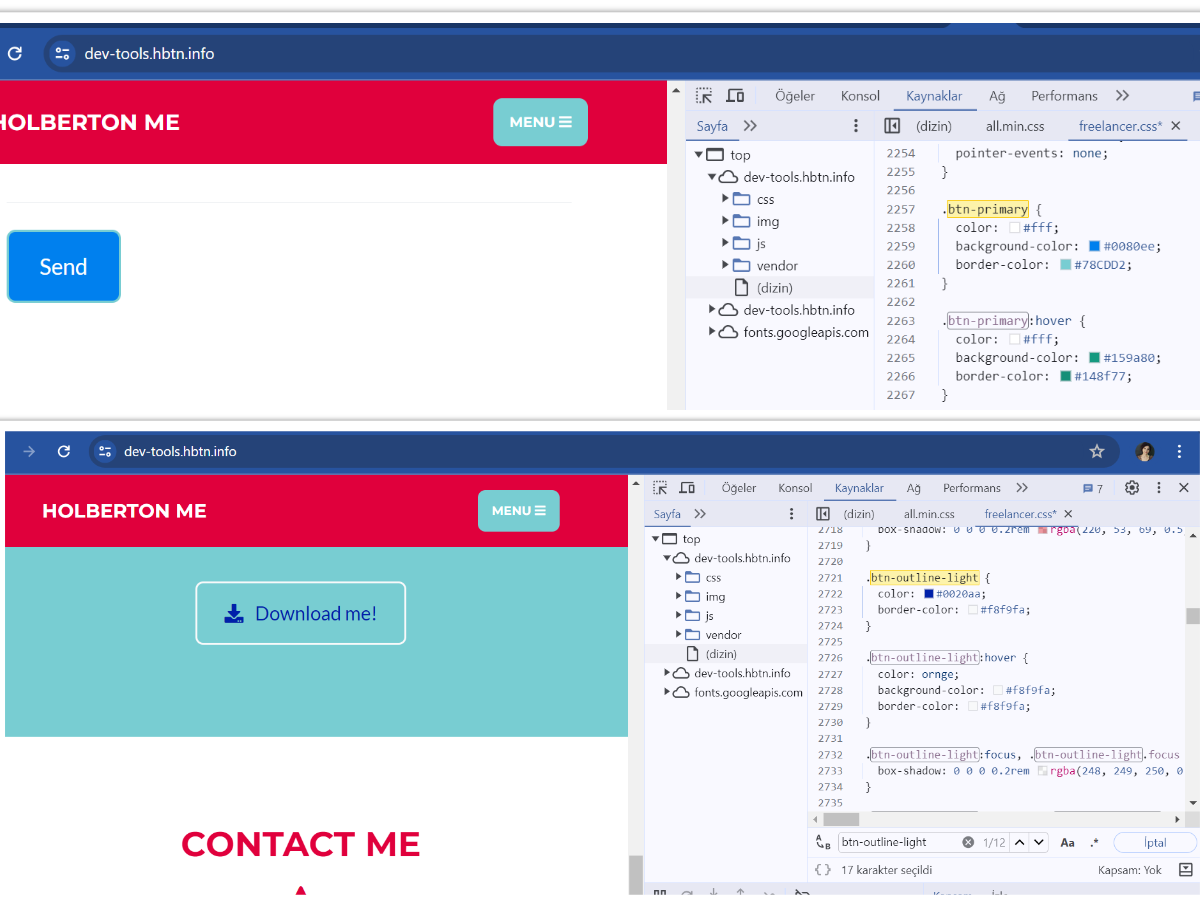 dev-tools.hbtn.info
HOLBERTON ME
MENU
Öğeler Konsol Kaynaklar Ağ Performans
Sayfa (dizin) all.min.css freelancer.css*
top
dev-tools.hbtn.info
css
img
js
vendor
(dizin)
dev-tools.hbtn.info
fonts.googleapis.com
2254 pointer-events: none;
2255 }
2256
2257 .btn-primary {
2258 color: #fff;
2259 background-color: #0080ee;
2260 border-color: #78CDD2;
2261 }
2262
2263 .btn-primary:hover {
2264 color: #fff;
2265 background-color: #159a80;
2266 border-color: #148f77;
2267 }
Send
dev-tools.hbtn.info
HOLBERTON ME
MENU
Download me!
CONTACT ME
Öğeler Konsol Kaynaklar Ağ Performans 7
Sayfa (dizin) all.min.css freelancer.css*
top
dev-tools.hbtn.info
css
img
js
vendor
(dizin)
dev-tools.hbtn.info
fonts.googleapis.com
2718 box-shadow: 0 0 0 0.2rem rgba(220, 53, 69, 0.5
2719 }
2720
2721 .btn-outline-light {
2722 color: #0020aa;
2723 border-color: #f8f9fa;
2724 }
2725
2726 .btn-outline-light:hover {
2727 color: ornge;
2728 background-color: #f8f9fa;
2729 border-color: #f8f9fa;
2730 }
2731
2732 .btn-outline-light:focus, .btn-outline-light.focus
2733 box-shadow: 0 0 0 0.2rem rgba(248, 249, 250, 0
2734 }
2735
btn-outline-light 1/12 Aa .* İptal
{ } 17 karakter seçildi Kapsam: Yok